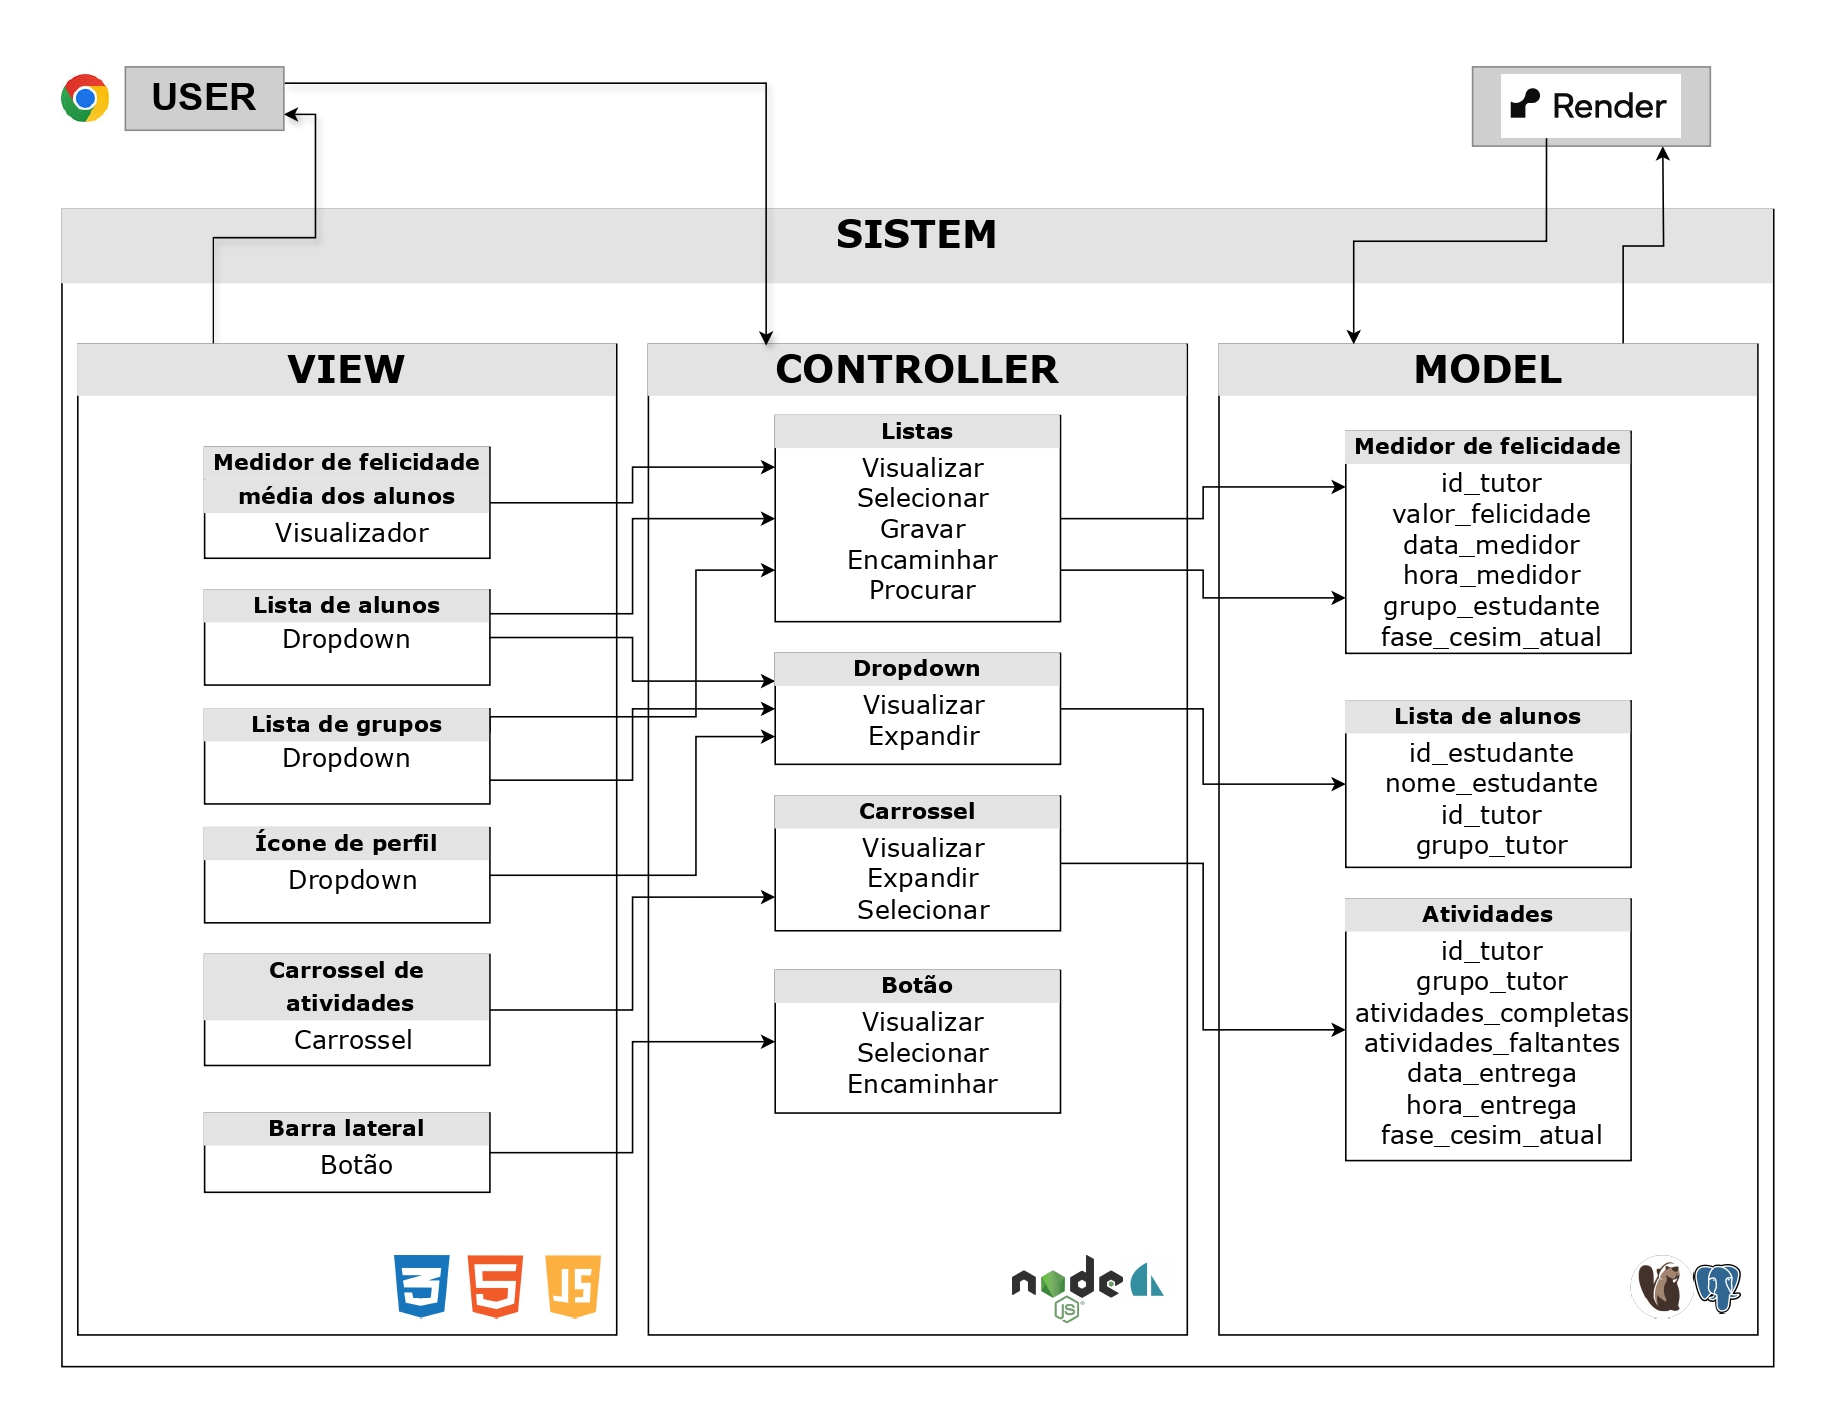 USER
Render
SISTEM
VIEW
Medidor de felicidade
média dos alunos
Visualizador
Lista de alunos
Dropdown
Lista de grupos
Dropdown
Ícone de perfil
Dropdown
Carrossel de
atividades
Carrossel
Barra lateral
Botão
3
5
JS
CONTROLLER
Listas
Visualizar
Selecionar
Gravar
Encaminhar
Procurar
Dropdown
Visualizar
Expandir
Carrossel
Visualizar
Expandir
Selecionar
Botão
Visualizar
Selecionar
Encaminhar
node
JS
MODEL
Medidor de felicidade
id_tutor
valor_felicidade
data_medidor
hora_medidor
grupo_estudante
fase_cesim_atual
Lista de alunos
id_estudante
nome_estudante
id_tutor
grupo_tutor
Atividades
id_tutor
grupo_tutor
atividades_completas
atividades_faltantes
data_entrega
hora_entrega
fase_cesim_atual